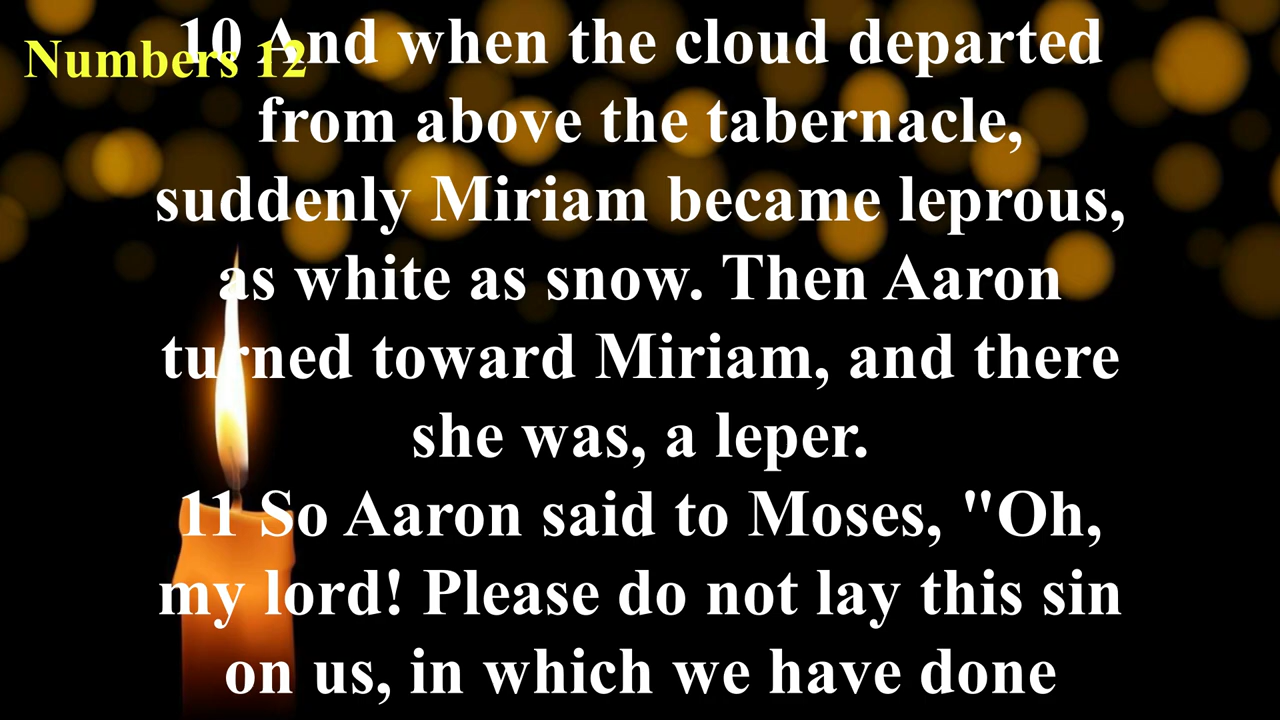 Numbers 12
10 And when the cloud departed
from above the tabernacle,
suddenly Miriam became leprous,
as white as snow. Then Aaron
turned toward Miriam, and there
she was, a leper.
11 So Aaron said to Moses, "Oh,
my lord! Please do not lay this sin
on us, in which we have done